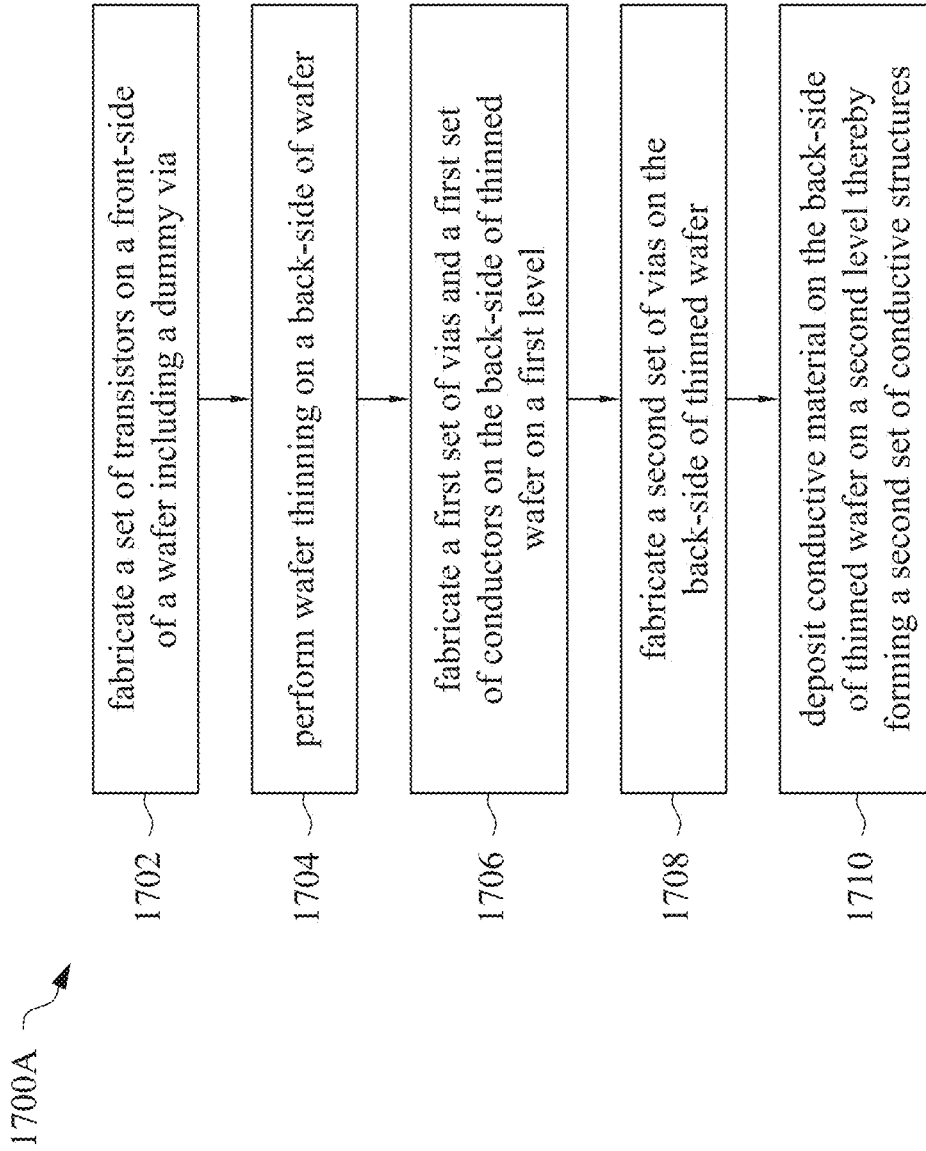 1700A
1702
fabricate a set of transistors on a front-side
of a wafer including a dummy via
1704
perform wafer thinning on a back-side of wafer
1706
fabricate a first set of vias and a first set
of conductors on the back-side of thinned
wafer on a first level
1708
fabricate a second set of vias on the
back-side of thinned wafer
1710
deposit conductive material on the back-side
of thinned wafer on a second level thereby
forming a second set of conductive structures